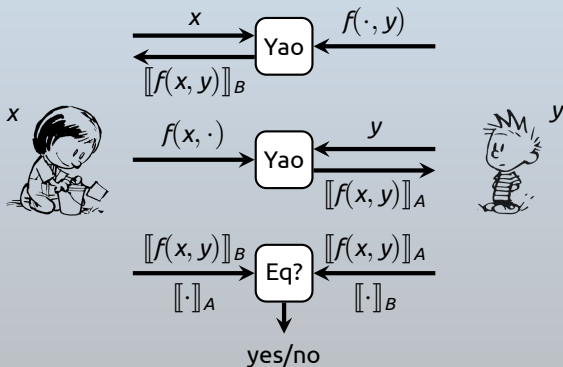 x f(·, y)
Yao
⟦f(x, y)⟧_B
x y
f(x, ·) y
Yao
⟦f(x, y)⟧_A
⟦f(x, y)⟧_B ⟦f(x, y)⟧_A
Eq?
⟦·⟧_A ⟦·⟧_B
yes/no